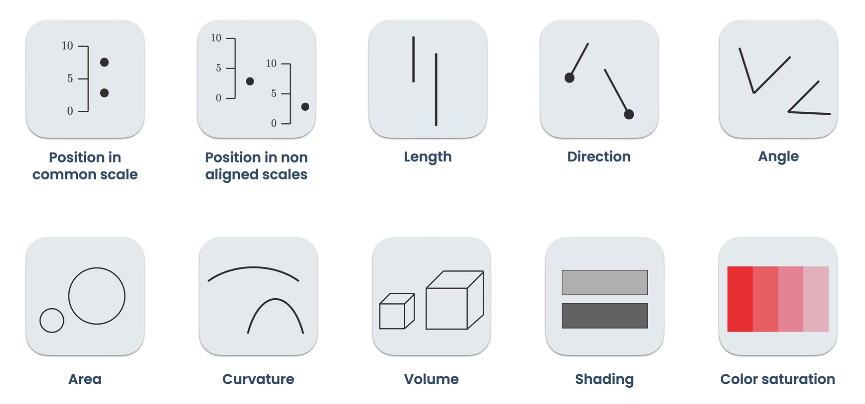 10
5
0
Position in
common scale
10
5
0
10
5
0
Position in non
aligned scales
Length
Direction
Angle
Area
Curvature
Volume
Shading
Color saturation